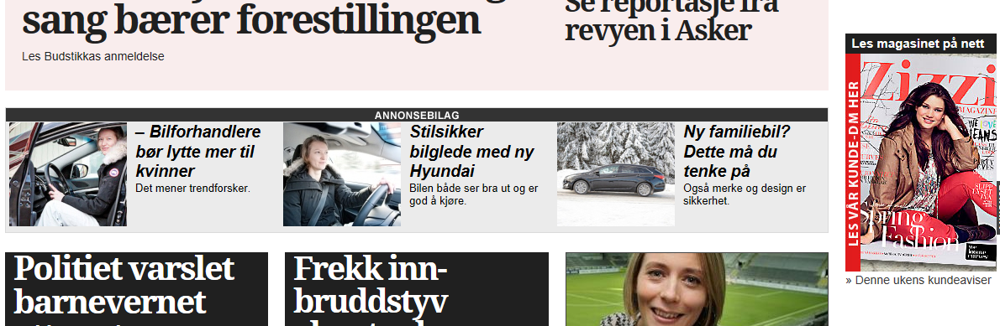 sang bærer forestillingen
Les Budstikkas anmeldelse
Se reportasje fra
revyen i Asker
ANNONSEBILAG
– Bilforhandlere
bør lytte mer til
kvinner
Det mener trendforsker.
Stilsikker
bilglede med ny
Hyundai
Bilen både ser bra ut og er
god å kjøre.
Ny familiebil?
Dette må du
tenke på
Også merke og design er
sikkerhet.
Politiet varslet
barnevernet
Frekk inn-
bruddstyv
Les magasinet på nett
LES VÅR KUNDE-DM HER
Zizzi
MAGAZINE
WE LOVE
JEANS
Spring
Fashion
» Denne ukens kundeaviser